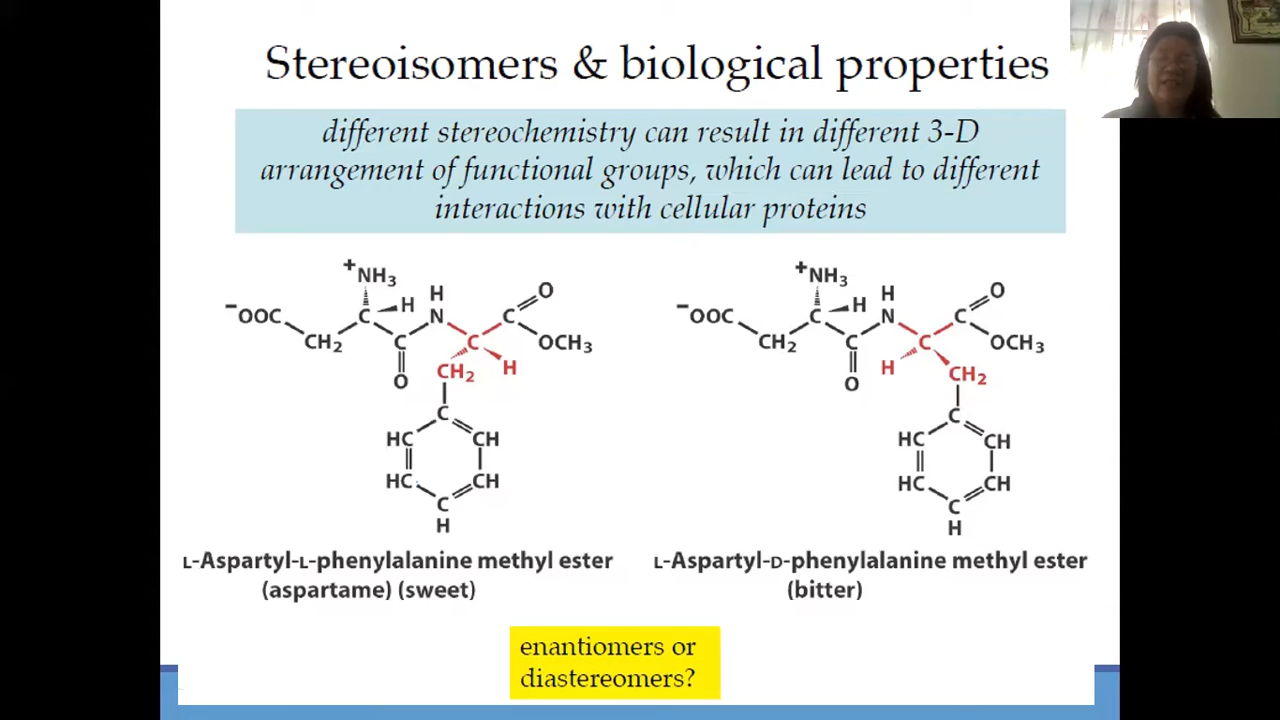 Stereoisomers & biological properties
different stereochemistry can result in different 3-D
arrangement of functional groups, which can lead to different
interactions with cellular proteins
+NH3
H
H
N
C
O
-OOC
C
CH2
C
C
OCH3
O
CH2
H
C
HC
CH
HC
CH
C
H
L-Aspartyl-L-phenylalanine methyl ester
(aspartame) (sweet)
+NH3
H
H
N
C
O
-OOC
C
CH2
C
C
OCH3
O
H
CH2
C
HC
CH
HC
CH
C
H
L-Aspartyl-D-phenylalanine methyl ester
(bitter)
enantiomers or
diastereomers?